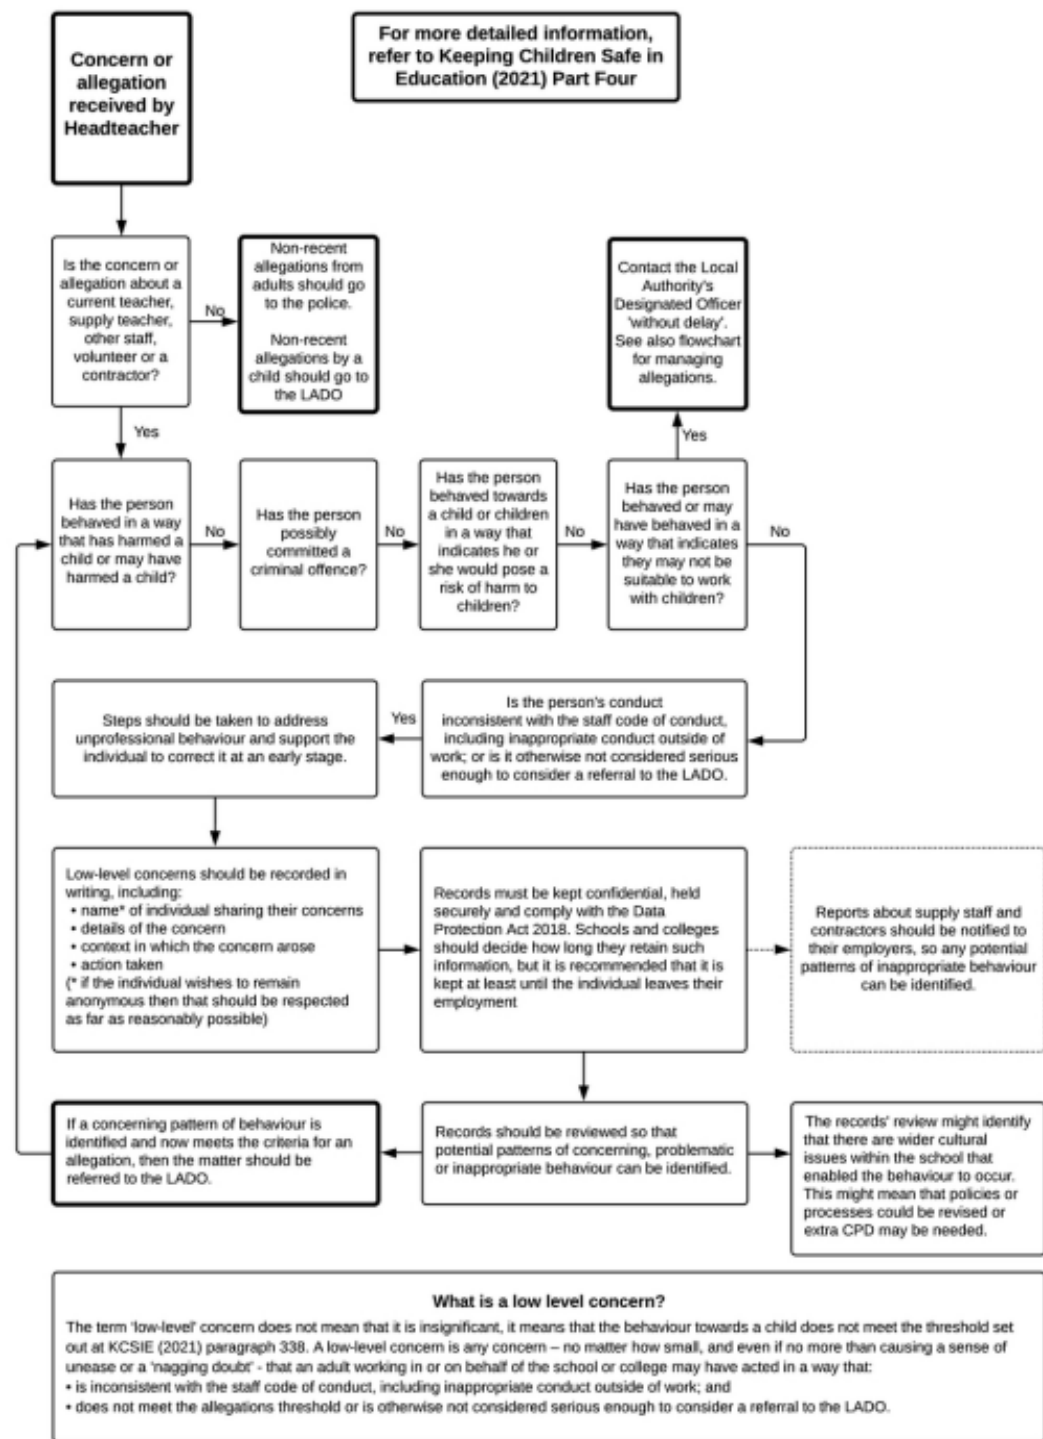 Concern or
allegation
received by
Headteacher
For more detailed information,
refer to Keeping Children Safe in
Education (2021) Part Four
Is the concern or
allegation about a
current teacher,
supply teacher,
other staff,
volunteer or a
contractor?
No
Non-recent
allegations from
adults should go
to the police.
Non-recent
allegations by a
child should go to
the LADO
Contact the Local
Authority's
Designated Officer
'without delay'.
See also flowchart
for managing
allegations.
Yes
Yes
Has the person
behaved in a way
that has harmed a
child or may have
harmed a child?
No
Has the person
possibly
committed a
criminal offence?
No
Has the person
behaved towards
a child or children
in a way that
indicates he or
she would pose a
risk of harm to
children?
No
Has the person
behaved or may
have behaved in a
way that indicates
they may not be
suitable to work
with children?
No
Is the person's conduct
inconsistent with the staff code of conduct,
including inappropriate conduct outside of
work; or is it otherwise not considered serious
enough to consider a referral to the LADO.
Yes
Steps should be taken to address
unprofessional behaviour and support the
individual to correct it at an early stage.
Low-level concerns should be recorded in
writing, including:
• name* of individual sharing their concerns
• details of the concern
• context in which the concern arose
• action taken
(* if the individual wishes to remain
anonymous then that should be respected
as far as reasonably possible)
Records must be kept confidential, held
securely and comply with the Data
Protection Act 2018. Schools and colleges
should decide how long they retain such
information, but it is recommended that it is
kept at least until the individual leaves their
employment
Reports about supply staff and
contractors should be notified to
their employers, so any potential
patterns of inappropriate behaviour
can be identified.
If a concerning pattern of behaviour is
identified and now meets the criteria for an
allegation, then the matter should be
referred to the LADO.
Records should be reviewed so that
potential patterns of concerning, problematic
or inappropriate behaviour can be identified.
The records' review might identify
that there are wider cultural
issues within the school that
enabled the behaviour to occur.
This might mean that policies or
processes could be revised or
extra CPD may be needed.
What is a low level concern?
The term 'low-level' concern does not mean that it is insignificant, it means that the behaviour towards a child does not meet the threshold set
out at KCSIE (2021) paragraph 338. A low-level concern is any concern – no matter how small, and even if no more than causing a sense of
unease or a 'nagging doubt' - that an adult working in or on behalf of the school or college may have acted in a way that:
• is inconsistent with the staff code of conduct, including inappropriate conduct outside of work; and
• does not meet the allegations threshold or is otherwise not considered serious enough to consider a referral to the LADO.